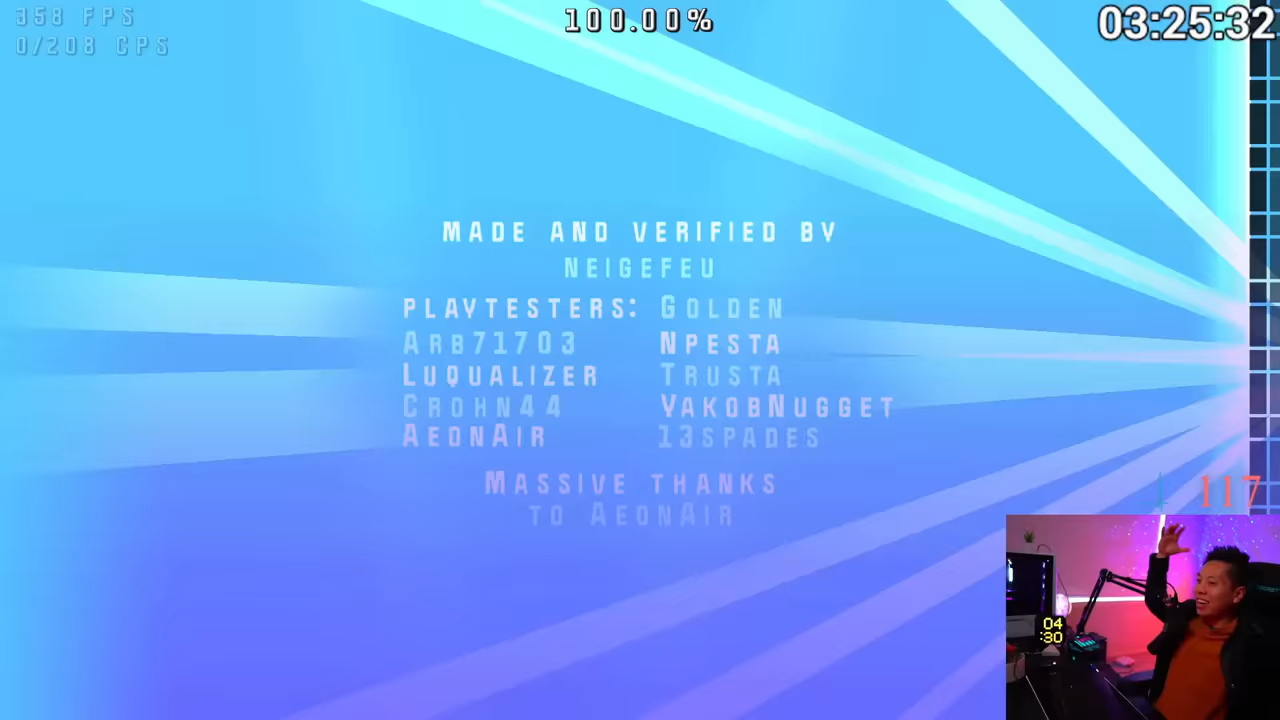 358 FPS
0/208 CPS
100.00%
03:25:32
MADE AND VERIFIED BY
NEIGEFEU
PLAYTESTERS: GOLDEN
ARB71703 NPESTA
LUQUALIZER TRUSTA
CROHN44 YAKOBNUGGET
AEONAIR 13SPADES
MASSIVE THANKS
TO AEONAIR
117
04
:30